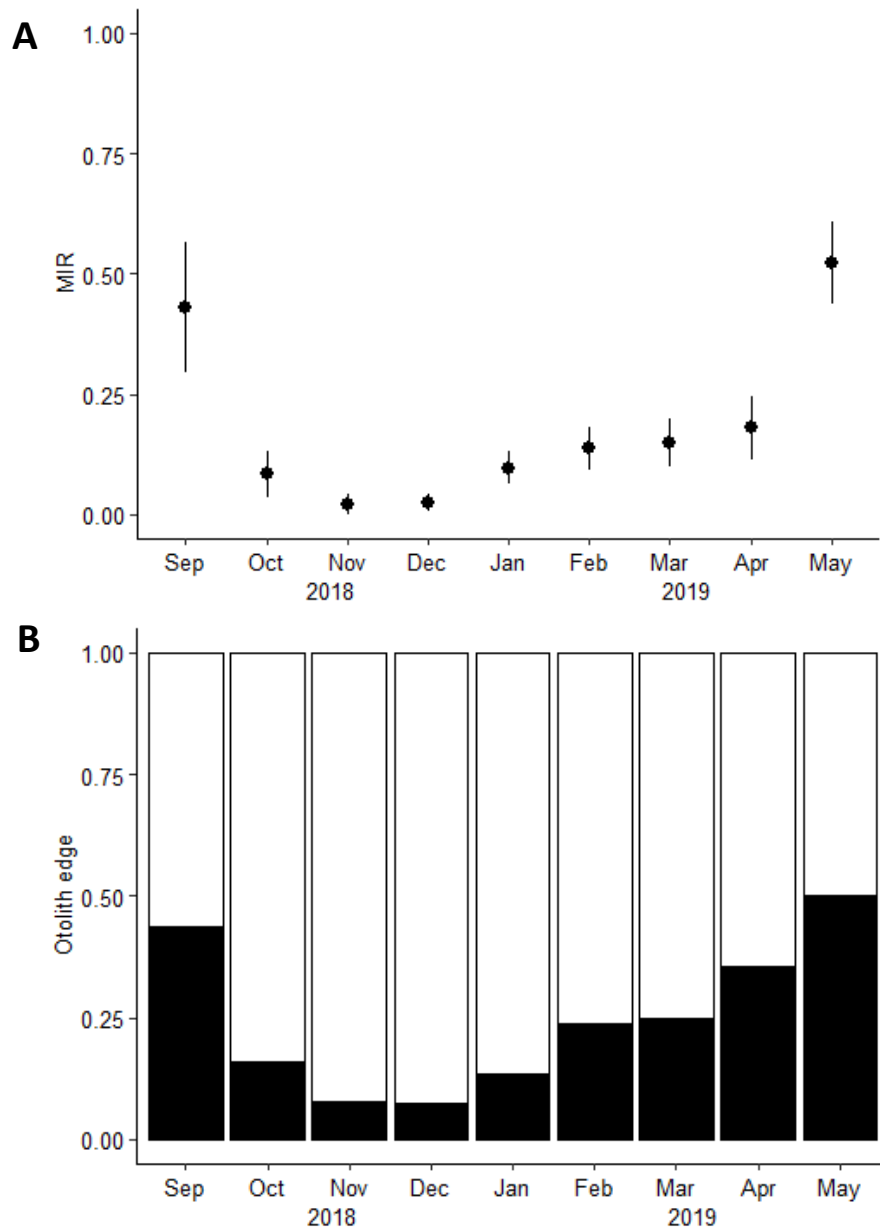 A
1.00
0.75
0.50
0.25
0.00
MIR
Sep Oct Nov Dec Jan Feb Mar Apr May
2018 2019
B
1.00
0.75
0.50
0.25
0.00
Otolith edge
Sep Oct Nov Dec Jan Feb Mar Apr May
2018 2019